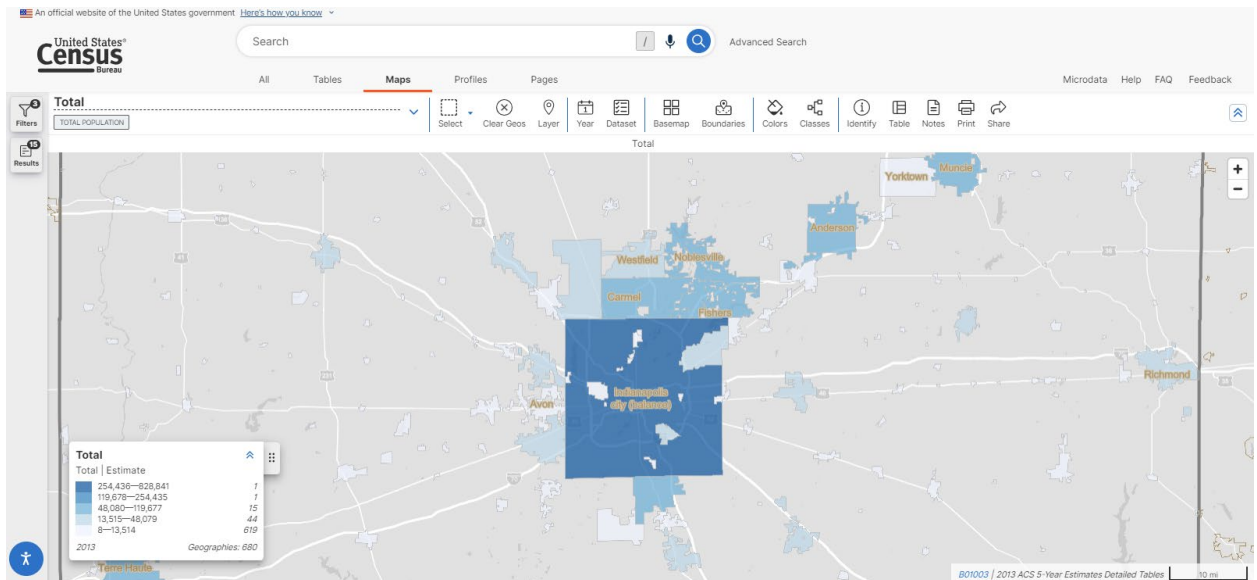 An official website of the United States government Here's how you know
United States®
Census
Bureau
Search
/
Advanced Search
All Tables Maps Profiles Pages
Microdata Help FAQ Feedback
3
Filters
15
Results
Total
TOTAL POPULATION
Select Clear Geos Layer Year Dataset Basemap Boundaries Colors Classes Identify Table Notes Print Share
Total
Muncie
Yorktown
Anderson
Westfield Noblesville
Carmel
Fishers
Richmond
Avon
Indianapolis
city (balance)
Terre Haute
+
−
Total
Total | Estimate
254,436—828,841 1
119,678—254,435 1
48,080—119,677 15
13,515—48,079 44
8—13,514 619
2013 Geographies: 680
B01003 | 2013 ACS 5-Year Estimates Detailed Tables
10 mi